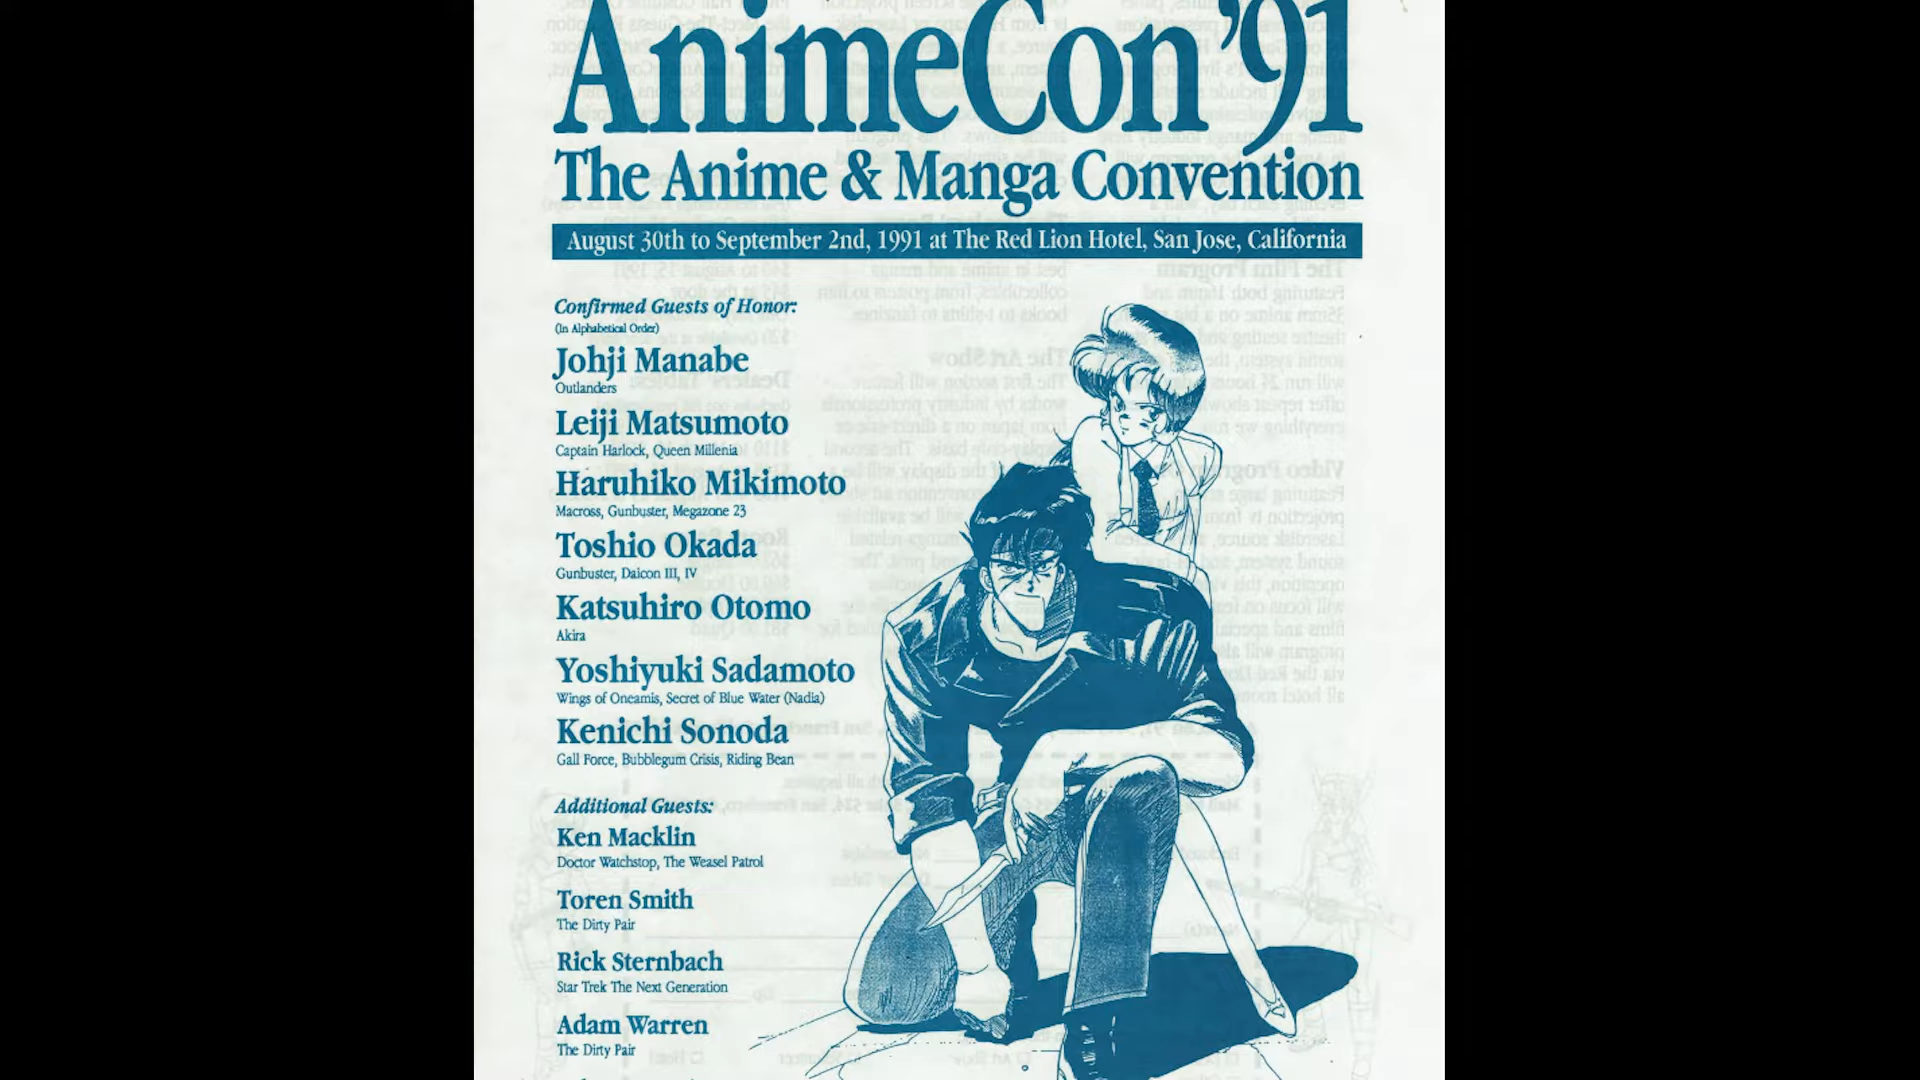 AnimeCon '91
The Anime & Manga Convention
August 30th to September 2nd, 1991 at The Red Lion Hotel, San Jose, California
Confirmed Guests of Honor:
(In Alphabetical Order)
Johji Manabe
Outlanders
Leiji Matsumoto
Captain Harlock, Queen Millenia
Haruhiko Mikimoto
Macross, Gunbuster, Megazone 23
Toshio Okada
Gunbuster, Daicon III, IV
Katsuhiro Otomo
Akira
Yoshiyuki Sadamoto
Wings of Oneamis, Secret of Blue Water (Nadia)
Kenichi Sonoda
Gall Force, Bubblegum Crisis, Riding Bean
Additional Guests:
Ken Macklin
Doctor Watchstop, The Weasel Patrol
Toren Smith
The Dirty Pair
Rick Sternbach
Star Trek The Next Generation
Adam Warren
The Dirty Pair